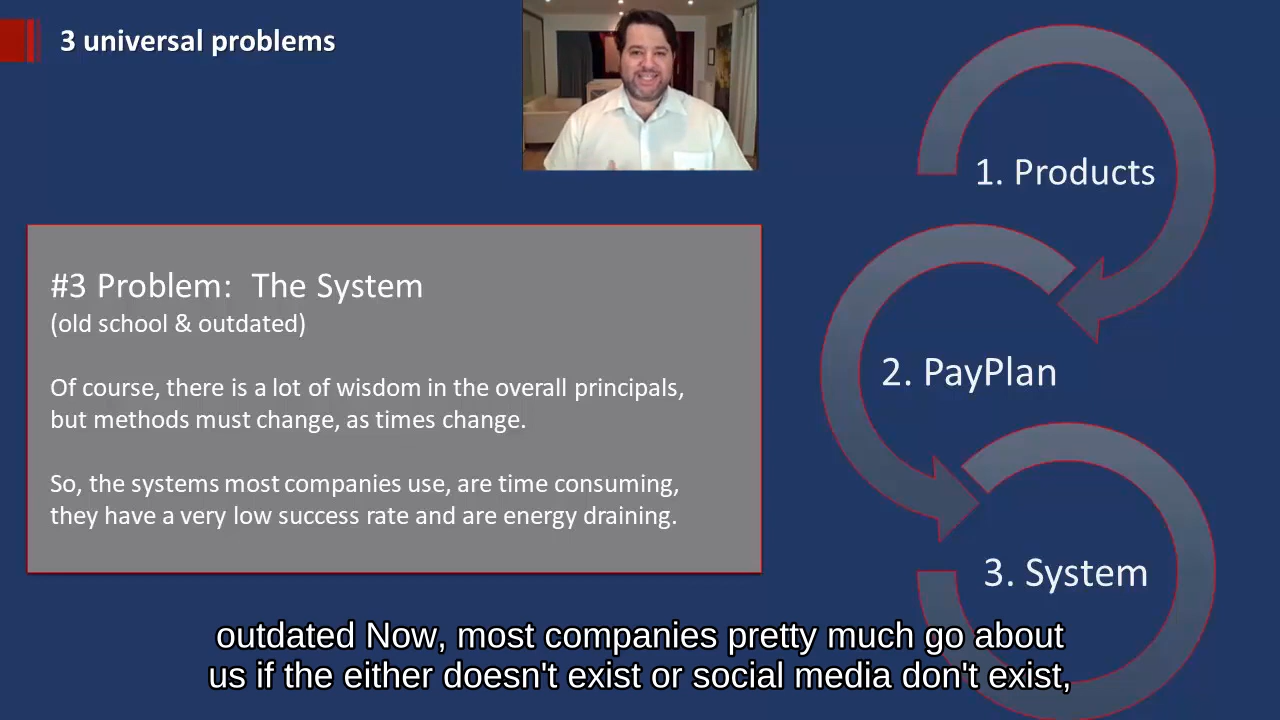 3 universal problems
1. Products
2. PayPlan
3. System
#3 Problem:  The System
(old school & outdated)
Of course, there is a lot of wisdom in the overall principals,
but methods must change, as times change.
So, the systems most companies use, are time consuming,
they have a very low success rate and are energy draining.
outdated Now, most companies pretty much go about
us if the either doesn't exist or social media don't exist,